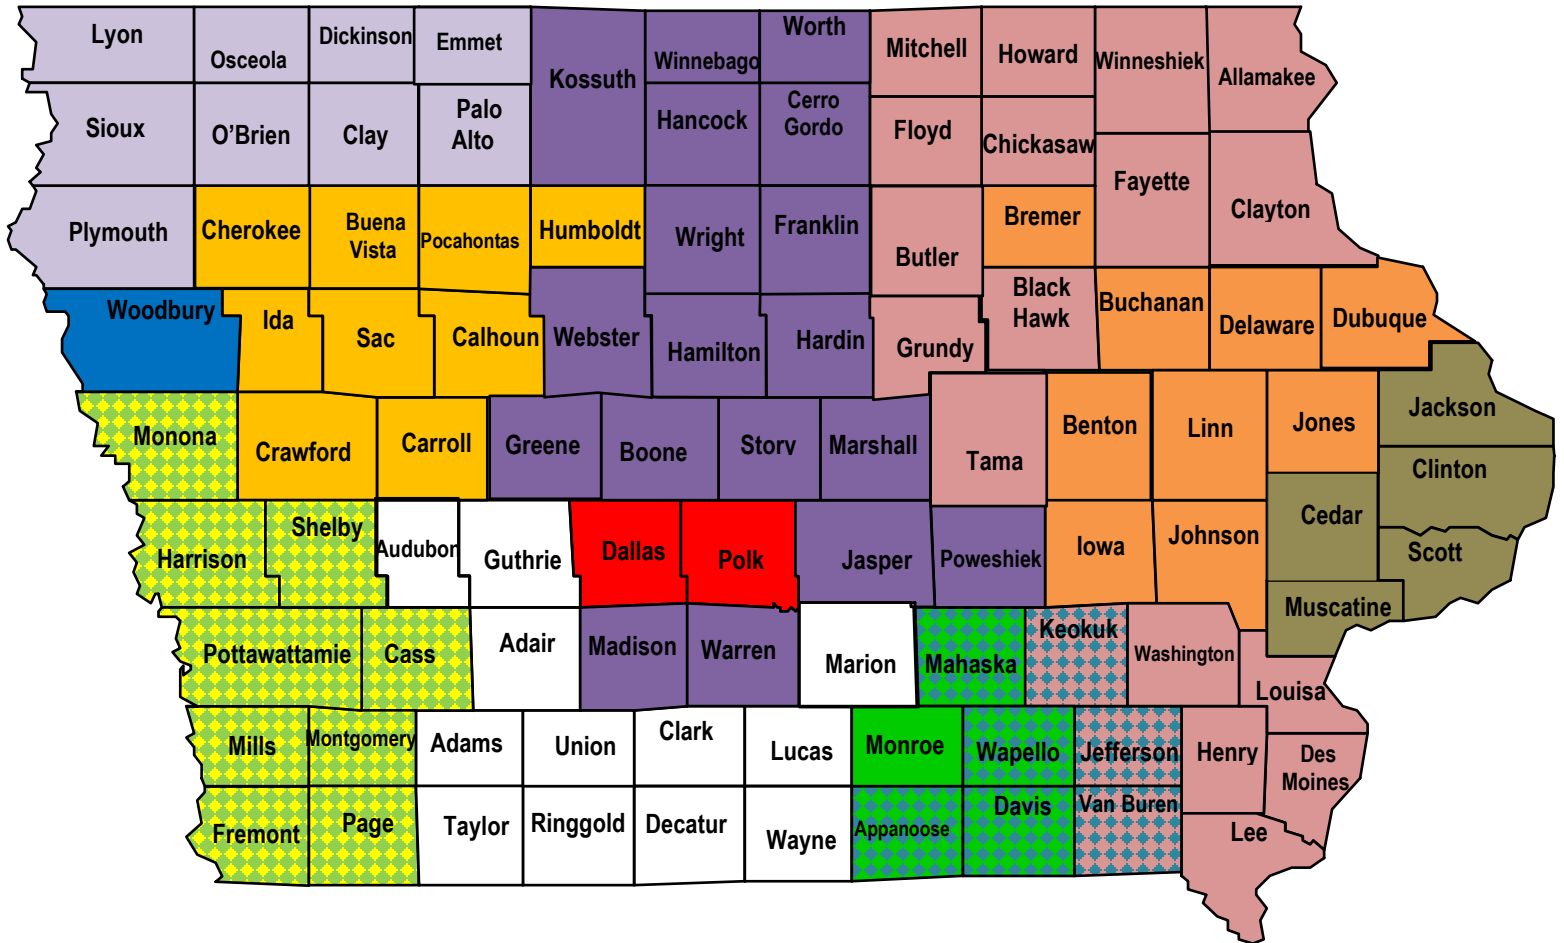 Lyon
Osceola
Dickinson
Emmet
Kossuth
Winnebago
Worth
Mitchell
Howard
Winneshiek
Allamakee
Sioux
O'Brien
Clay
Palo
Alto
Hancock
Cerro
Gordo
Floyd
Chickasaw
Fayette
Clayton
Plymouth
Cherokee
Buena
Vista
Pocahontas
Humboldt
Wright
Franklin
Butler
Bremer
Woodbury
Ida
Sac
Calhoun
Webster
Hamilton
Hardin
Grundy
Black
Hawk
Buchanan
Delaware
Dubuque
Monona
Crawford
Carroll
Greene
Boone
Story
Marshall
Tama
Benton
Linn
Jones
Jackson
Clinton
Harrison
Shelby
Audubon
Guthrie
Dallas
Polk
Jasper
Poweshiek
Iowa
Johnson
Cedar
Scott
Muscatine
Pottawattamie
Cass
Adair
Madison
Warren
Marion
Mahaska
Keokuk
Washington
Louisa
Mills
Montgomery
Adams
Union
Clark
Lucas
Monroe
Wapello
Jefferson
Henry
Des
Moines
Fremont
Page
Taylor
Ringgold
Decatur
Wayne
Appanoose
Davis
Van Buren
Lee